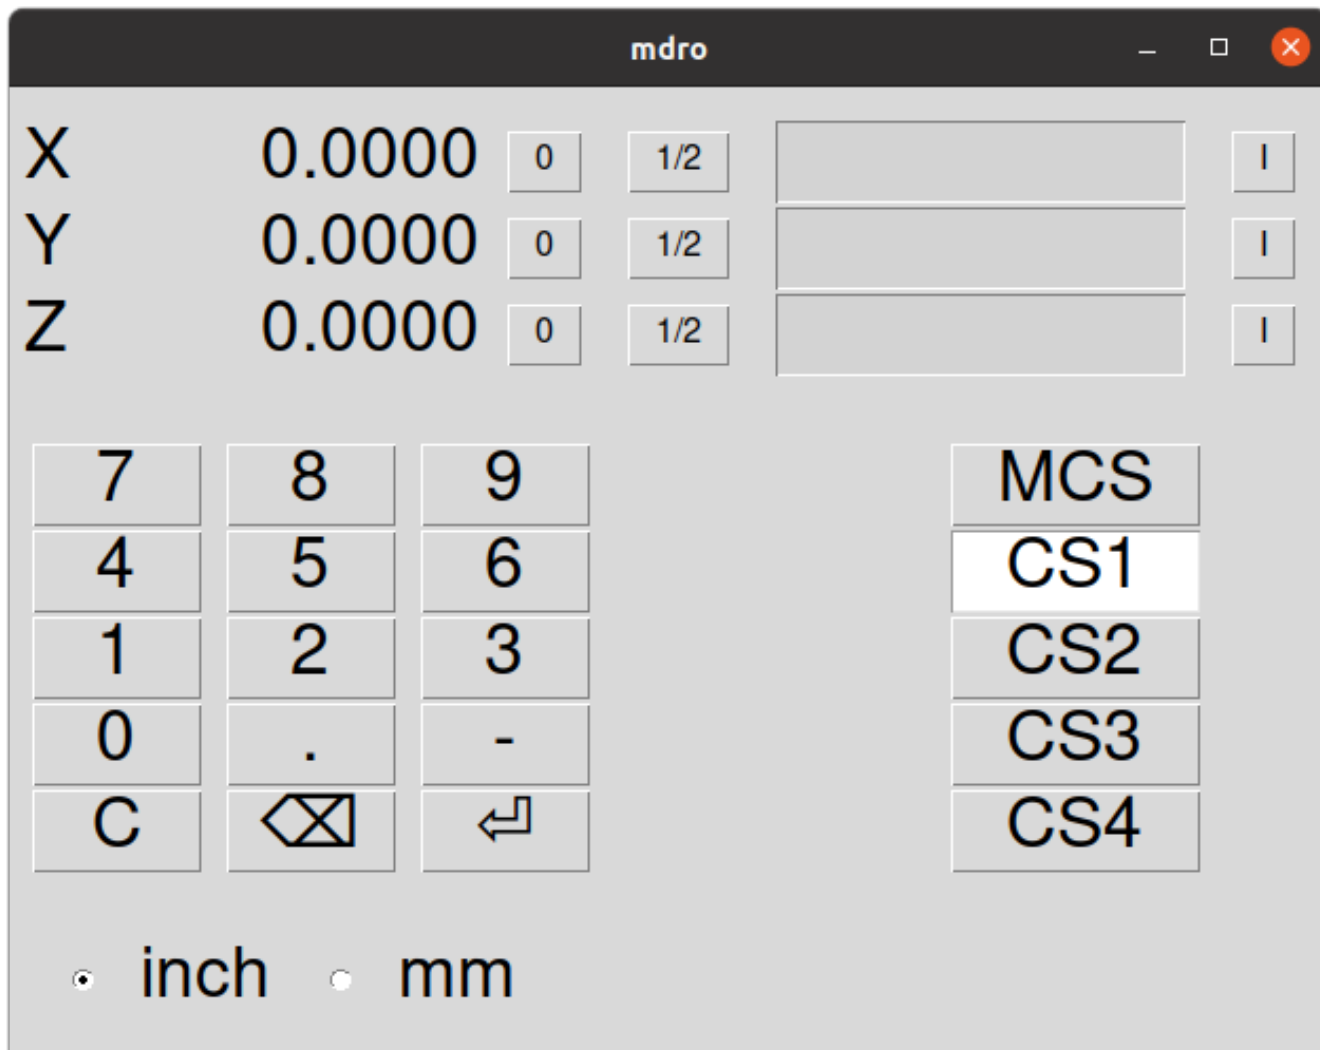 mdro
X 0.0000 0 1/2 I
Y 0.0000 0 1/2 I
Z 0.0000 0 1/2 I
7 8 9 MCS
4 5 6 CS1
1 2 3 CS2
0 . - CS3
C ⌫ ⏎ CS4
inch mm